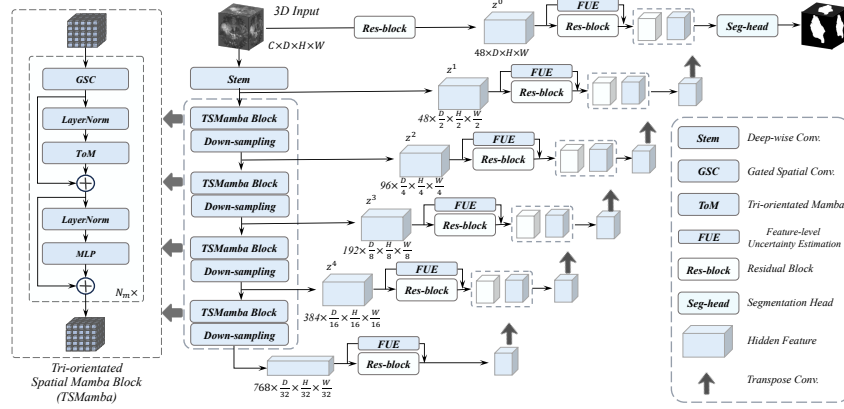 3D Input
C×D×H×W
Res-block
z⁰
48×D×H×W
FUE
Seg-head
GSC
LayerNorm
ToM
LayerNorm
MLP
Nₘ×
Tri-orientated
Spatial Mamba Block
(TSMamba)
Stem
TSMamba Block
Down-sampling
TSMamba Block
Down-sampling
TSMamba Block
Down-sampling
TSMamba Block
Down-sampling
z¹
48×D/2×H/2×W/2
FUE
Res-block
z²
96×D/4×H/4×W/4
FUE
Res-block
z³
192×D/8×H/8×W/8
FUE
Res-block
z⁴
384×D/16×H/16×W/16
FUE
Res-block
768×D/32×H/32×W/32
FUE
Res-block
Stem Deep-wise Conv.
GSC Gated Spatial Conv.
ToM Tri-orientated Mamba
FUE Feature-level
Uncertainty Estimation
Res-block Residual Block
Seg-head Segmentation Head
Hidden Feature
Transpose Conv.